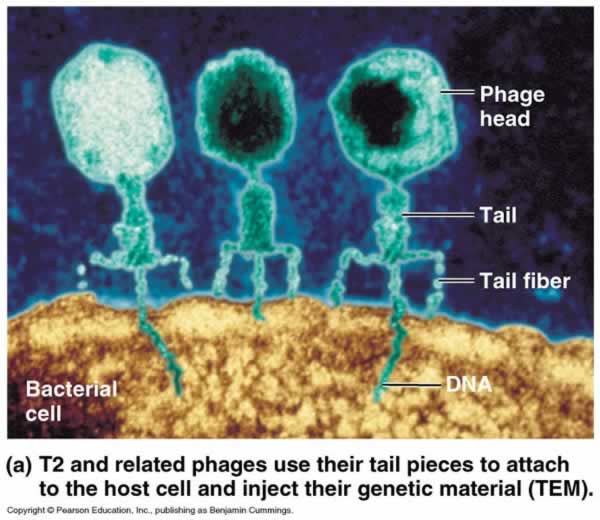 Phage
head
Tail
Tail fiber
DNA
Bacterial
cell
(a) T2 and related phages use their tail pieces to attach
to the host cell and inject their genetic material (TEM).
Copyright © Pearson Education, Inc., publishing as Benjamin Cummings.